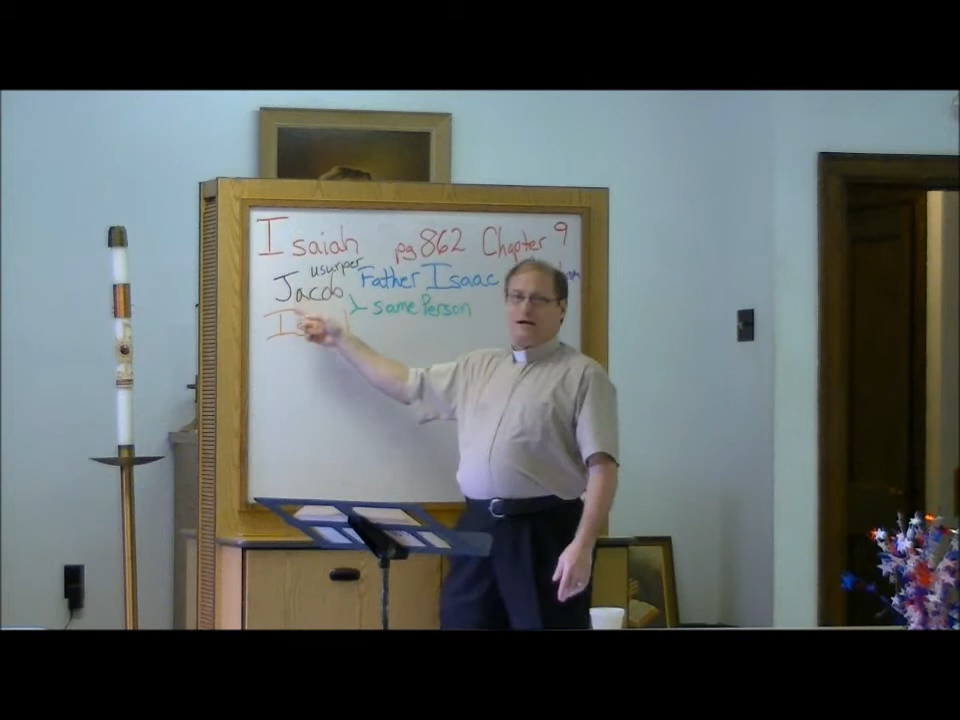 Isaiah pg 862 Chapter 9
usurper
Jacob Father Isaac
same Person